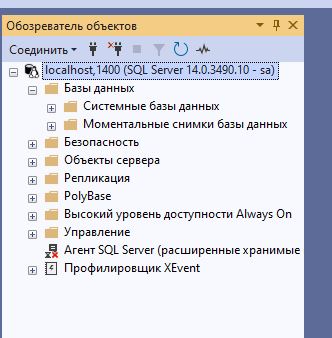 Обозреватель объектов
Соединить
localhost,1400 (SQL Server 14.0.3490.10 - sa)
Базы данных
Системные базы данных
Моментальные снимки базы данных
Безопасность
Объекты сервера
Репликация
PolyBase
Высокий уровень доступности Always On
Управление
Агент SQL Server (расширенные хранимые
Профилировщик XEvent